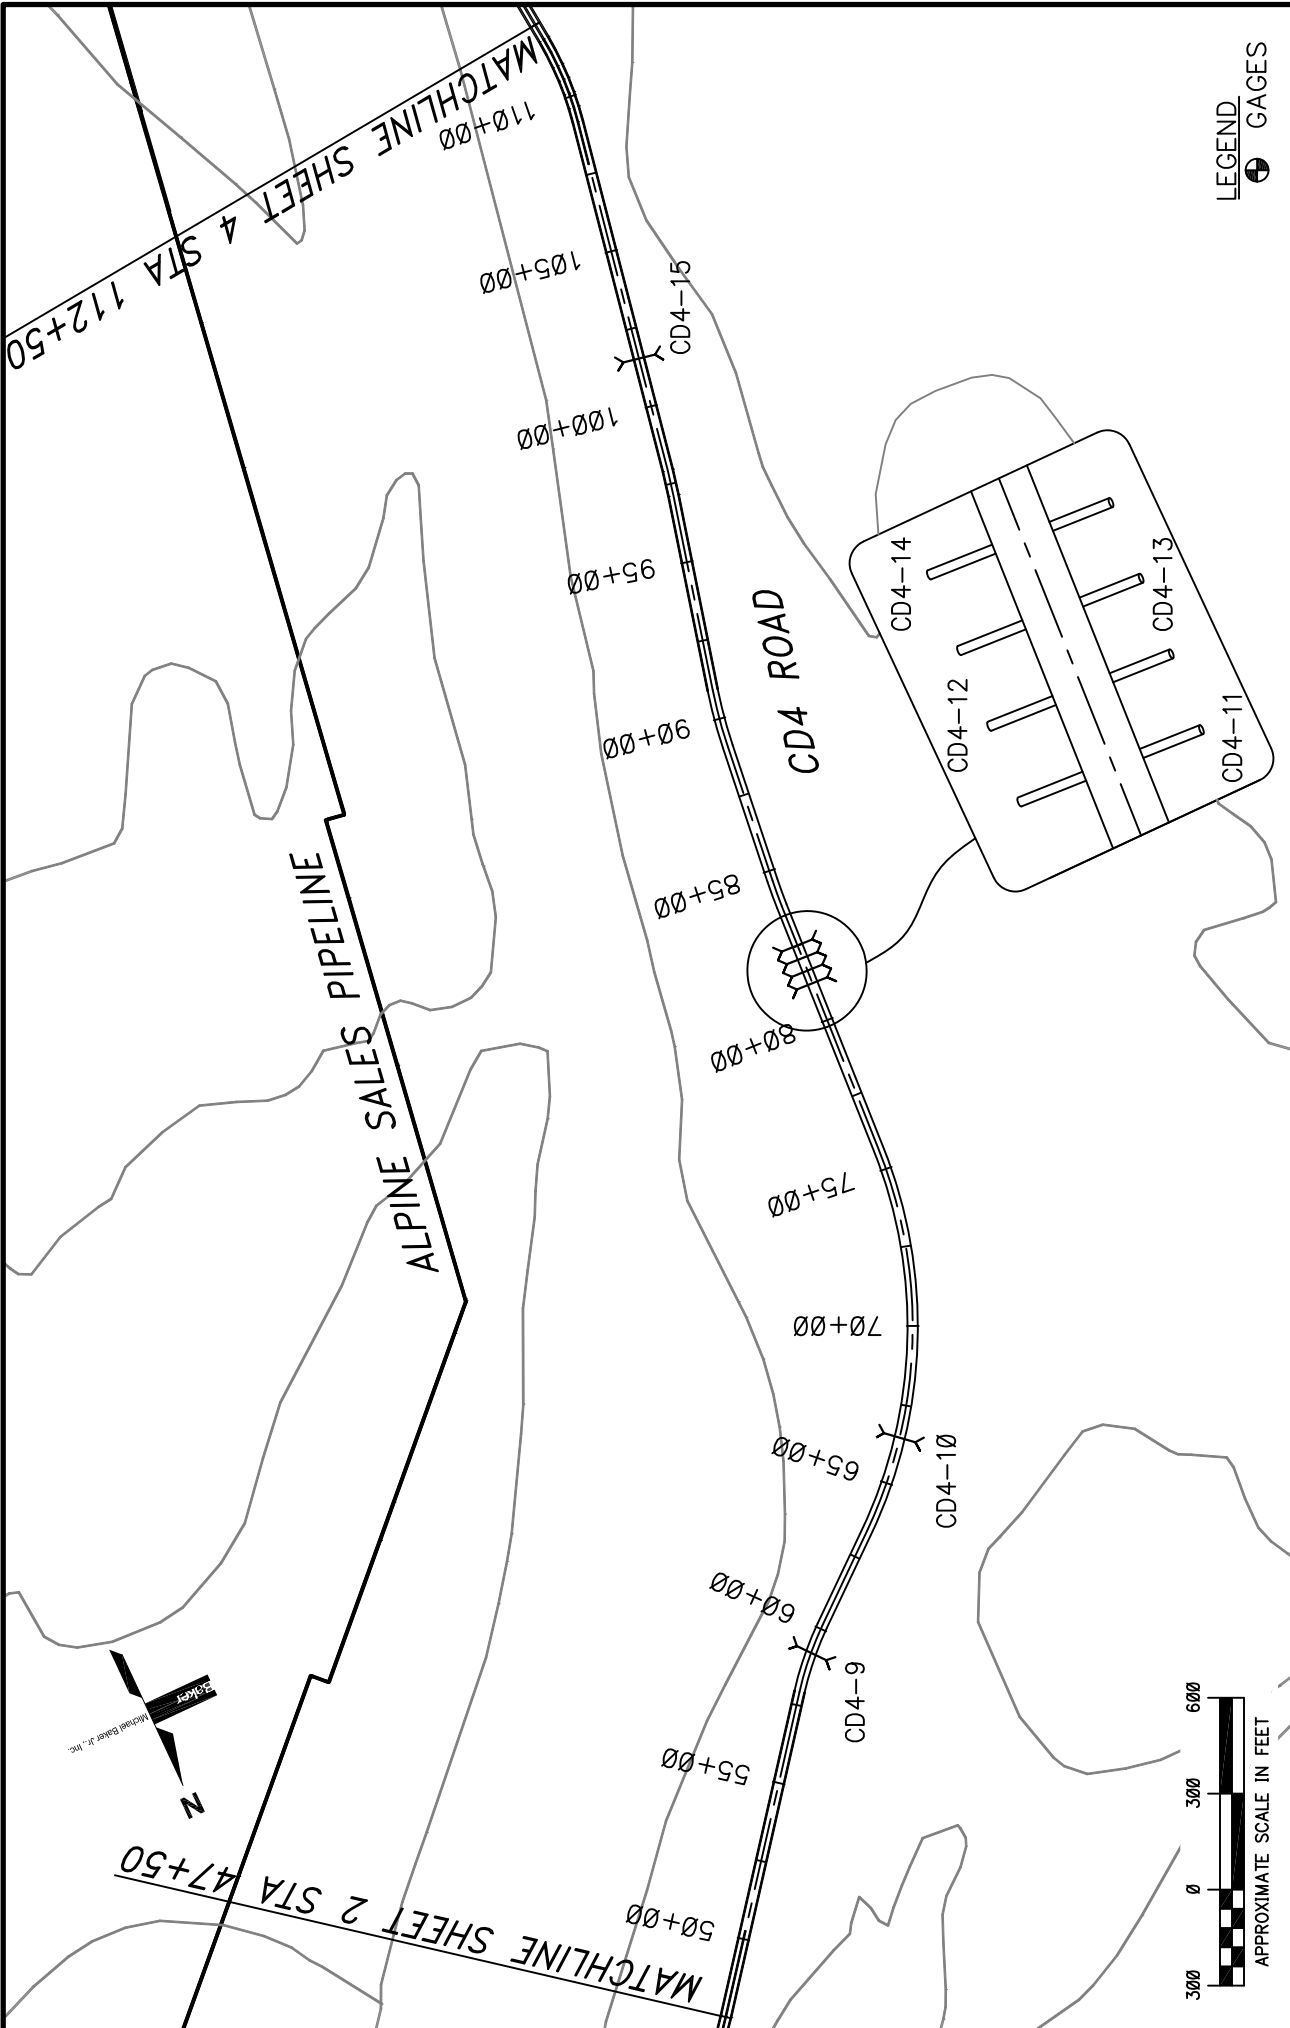 MATCHLINE SHEET 4 STA 112+50
110+00
105+00
CD4-15
100+00
95+00
90+00
85+00
80+00
75+00
70+00
65+00
60+00
55+00
50+00
CD4 ROAD
CD4-14
CD4-13
CD4-12
CD4-11
CD4-10
CD4-9
ALPINE SALES PIPELINE
MATCHLINE SHEET 2 STA 47+50
Baker
Michael Baker, Jr., Inc.
N
LEGEND
GAGES
300 0 300 600
APPROXIMATE SCALE IN FEET